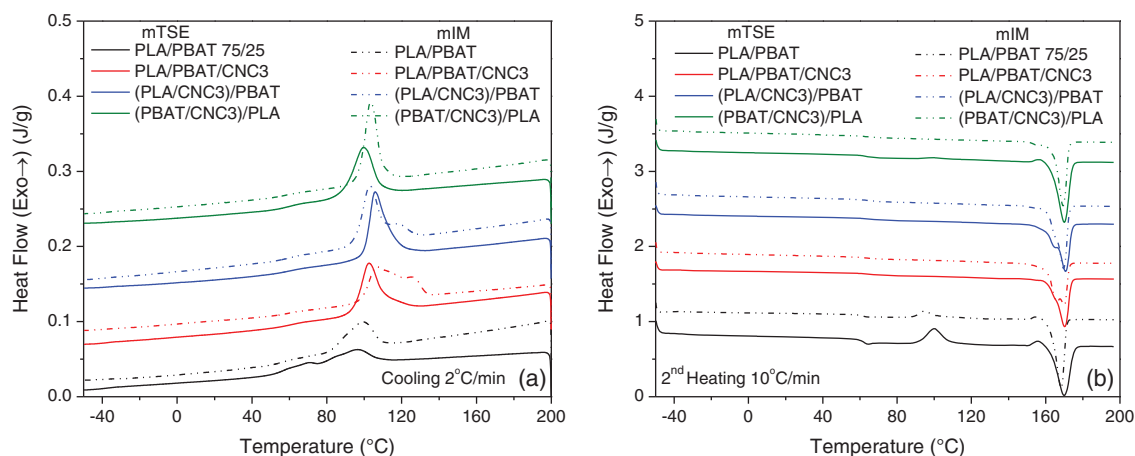 mTSE mIM
PLA/PBAT 75/25 PLA/PBAT
PLA/PBAT/CNC3 PLA/PBAT/CNC3
(PLA/CNC3)/PBAT (PLA/CNC3)/PBAT
(PBAT/CNC3)/PLA (PBAT/CNC3)/PLA
0.5
0.4
0.3
0.2
0.1
0.0
Heat Flow (Exo→) (J/g)
Cooling 2°C/min (a)
-40 0 40 80 120 160 200
Temperature (°C)
mTSE mIM
PLA/PBAT PLA/PBAT 75/25
PLA/PBAT/CNC3 PLA/PBAT/CNC3
(PLA/CNC3)/PBAT (PLA/CNC3)/PBAT
(PBAT/CNC3)/PLA (PBAT/CNC3)/PLA
5
4
3
2
1
0
Heat Flow (Exo→) (J/g)
2nd Heating 10°C/min (b)
-40 0 40 80 120 160 200
Temperature (°C)